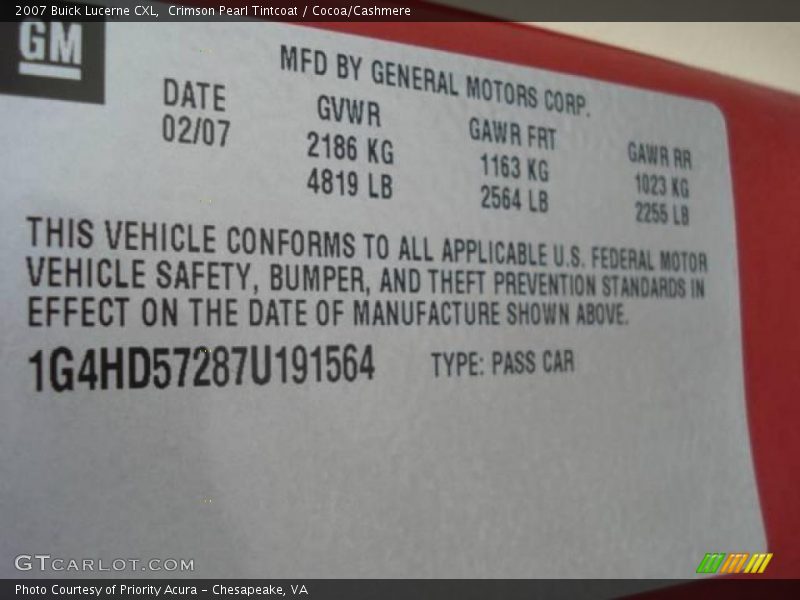 2007 Buick Lucerne CXL,  Crimson Pearl Tintcoat / Cocoa/Cashmere
GM
MFD BY GENERAL MOTORS CORP.
DATE GVWR GAWR FRT GAWR RR
02/07 2186 KG 1163 KG 1023 KG
4819 LB 2564 LB 2255 LB
THIS VEHICLE CONFORMS TO ALL APPLICABLE U.S. FEDERAL MOTOR
VEHICLE SAFETY, BUMPER, AND THEFT PREVENTION STANDARDS IN
EFFECT ON THE DATE OF MANUFACTURE SHOWN ABOVE.
1G4HD57287U191564 TYPE: PASS CAR
GTCARLOT.COM
Photo Courtesy of Priority Acura - Chesapeake, VA